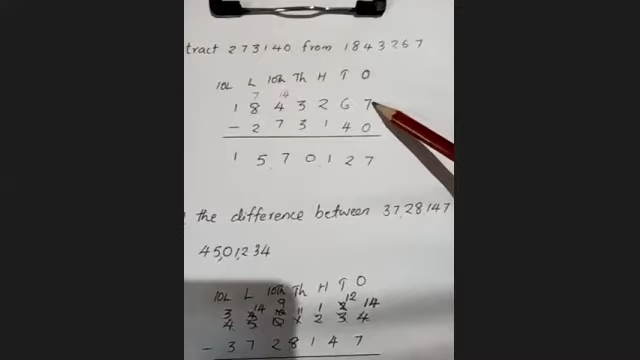 tract 273140 from 1843267
10L L 10Th Th H T O
7 14
1 8 4 3 2 6 7
- 2 7 3 1 4 0
1 5 7 0 1 2 7
the difference between 37,28,147
45,01,234
10L L 10Th Th H T O
14 9 12
3 11 1 14
4 5 0 1 2 3 4
- 3 7 2 8 1 4 7